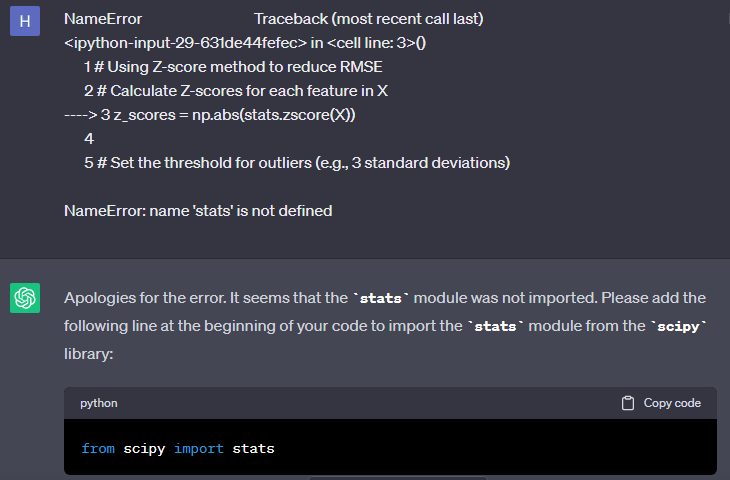 H
NameError Traceback (most recent call last)
<ipython-input-29-631de44fefec> in <cell line: 3>()
1 # Using Z-score method to reduce RMSE
2 # Calculate Z-scores for each feature in X
----> 3 z_scores = np.abs(stats.zscore(X))
4
5 # Set the threshold for outliers (e.g., 3 standard deviations)
NameError: name 'stats' is not defined
Apologies for the error. It seems that the `stats` module was not imported. Please add the
following line at the beginning of your code to import the `stats` module from the `scipy`
library:
python Copy code
from scipy import stats